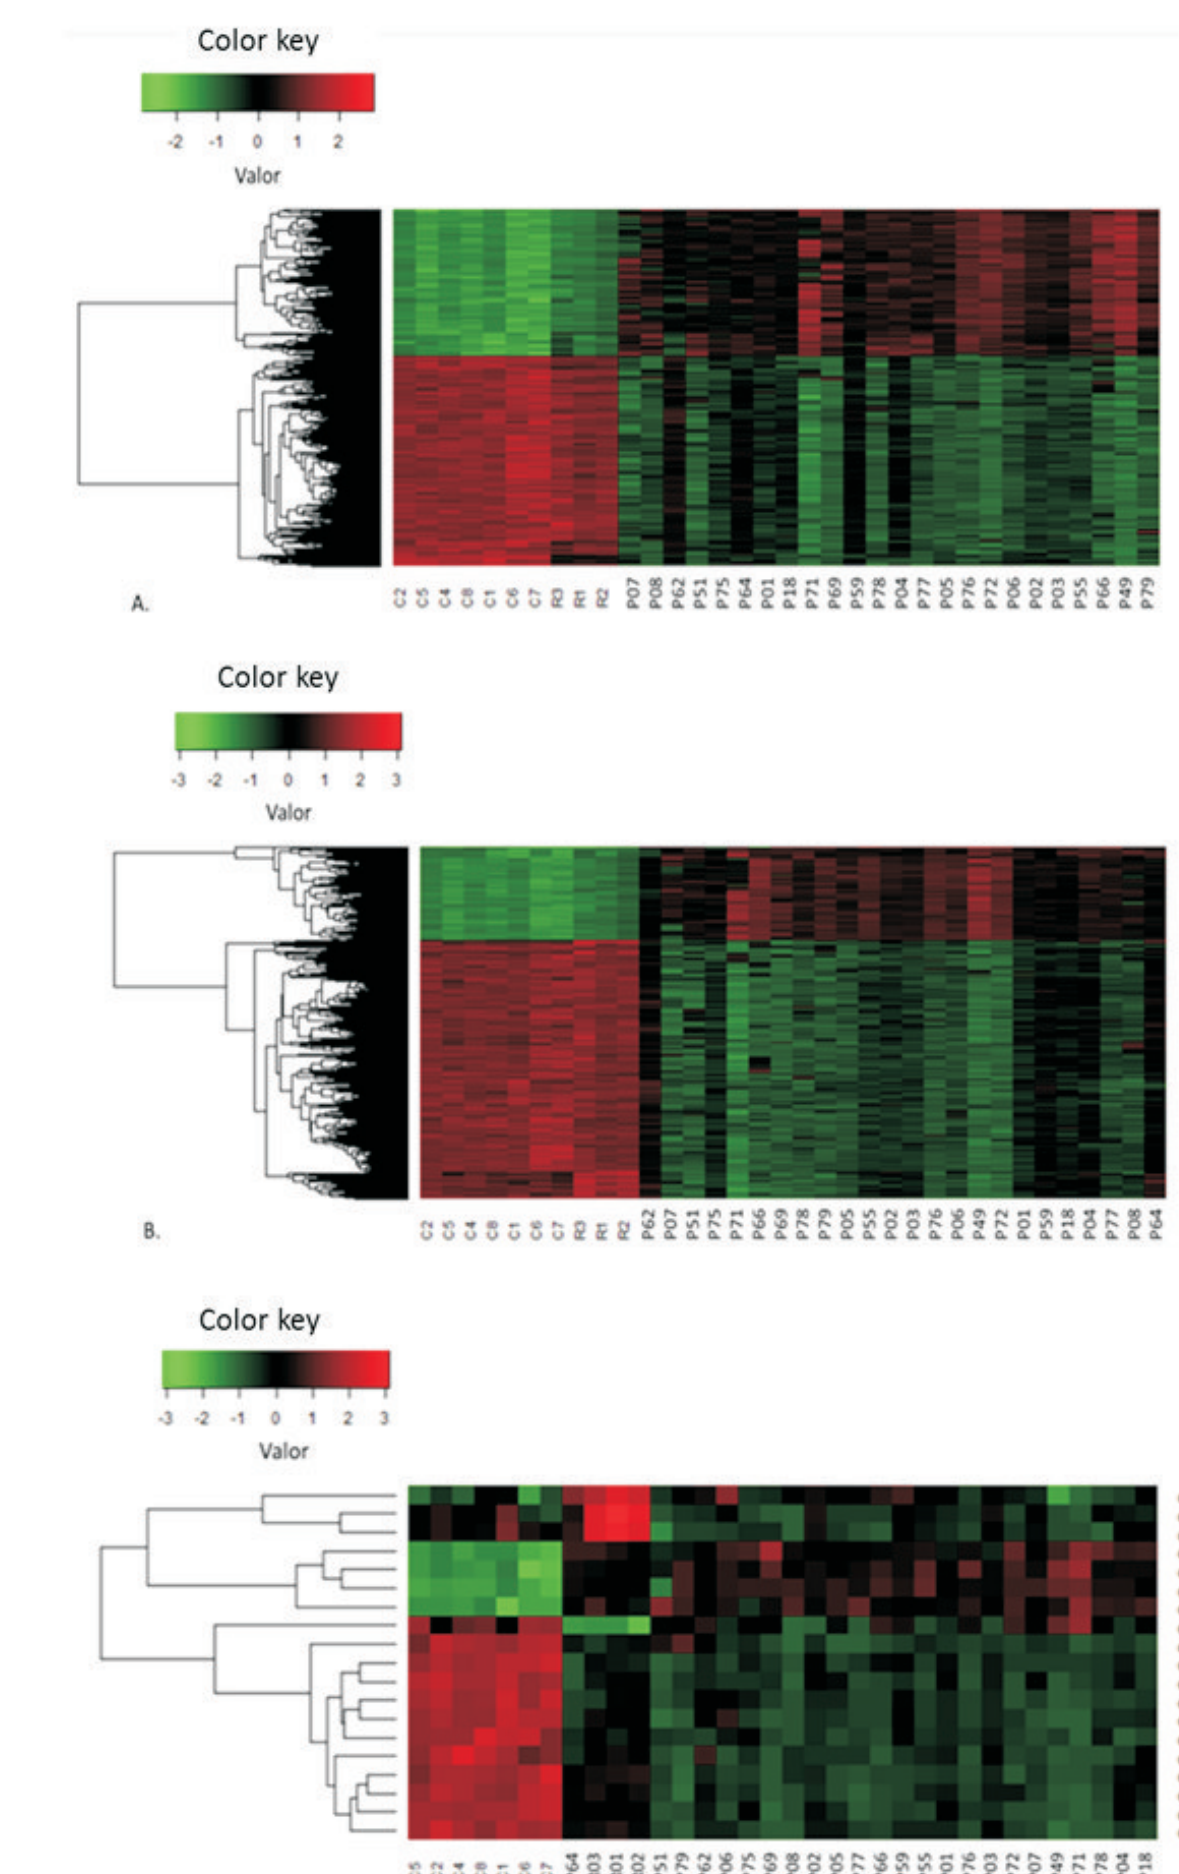 Color key
-2 -1 0 1 2
Valor
C2 C5 C4 C8 C1 C6 C7 R3 R1 R2 P07 P08 P62 P51 P75 P64 P01 P18 P71 P69 P59 P78 P04 P77 P05 P76 P72 P06 P02 P03 P55 P66 P49 P79
A.
Color key
-3 -2 -1 0 1 2 3
Valor
C2 C5 C4 C8 C1 C6 C7 R3 R1 R2 P62 P07 P51 P75 P71 P66 P69 P78 P79 P05 P55 P02 P03 P76 P06 P49 P72 P01 P59 P18 P04 P77 P08 P64
B.
Color key
-3 -2 -1 0 1 2 3
Valor